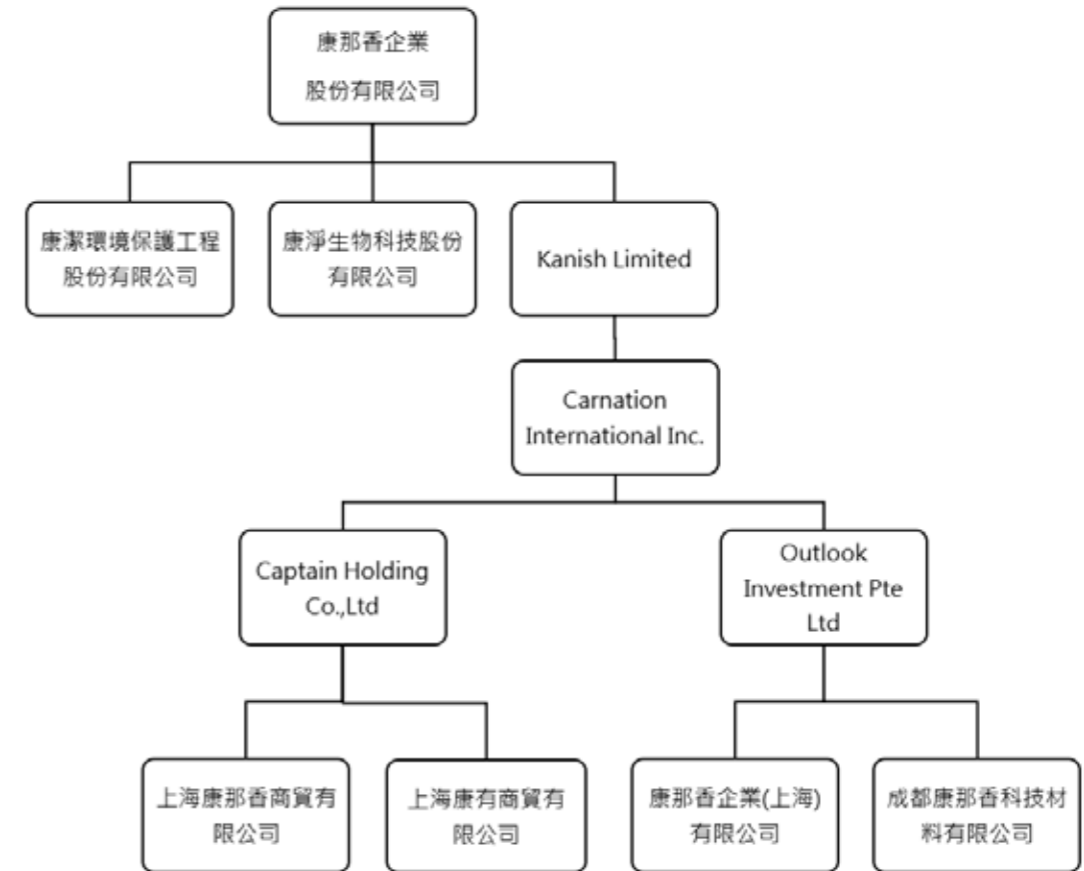 康那香企業
股份有限公司
康潔環境保護工程
股份有限公司
康淨生物科技股份
有限公司
Kanish Limited
Carnation
International Inc.
Captain Holding
Co.,Ltd
Outlook
Investment Pte
Ltd
上海康那香商貿有
限公司
上海康有商貿有
限公司
康那香企業(上海)
有限公司
成都康那香科技材
料有限公司